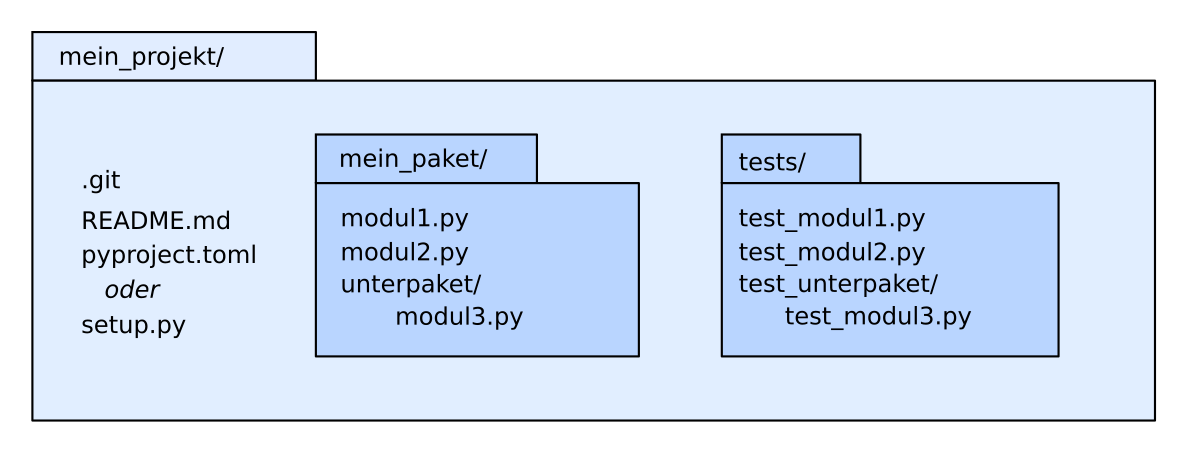 mein_projekt/
.git
README.md
pyproject.toml
oder
setup.py
mein_paket/
modul1.py
modul2.py
unterpaket/
modul3.py
tests/
test_modul1.py
test_modul2.py
test_unterpaket/
test_modul3.py